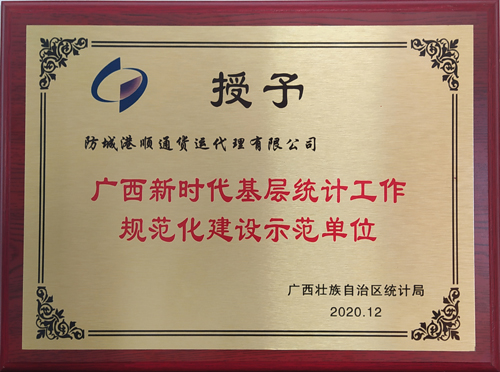 授予
防城港顺通货运代理有限公司
广西新时代基层统计工作
规范化建设示范单位
广西壮族自治区统计局
2020.12